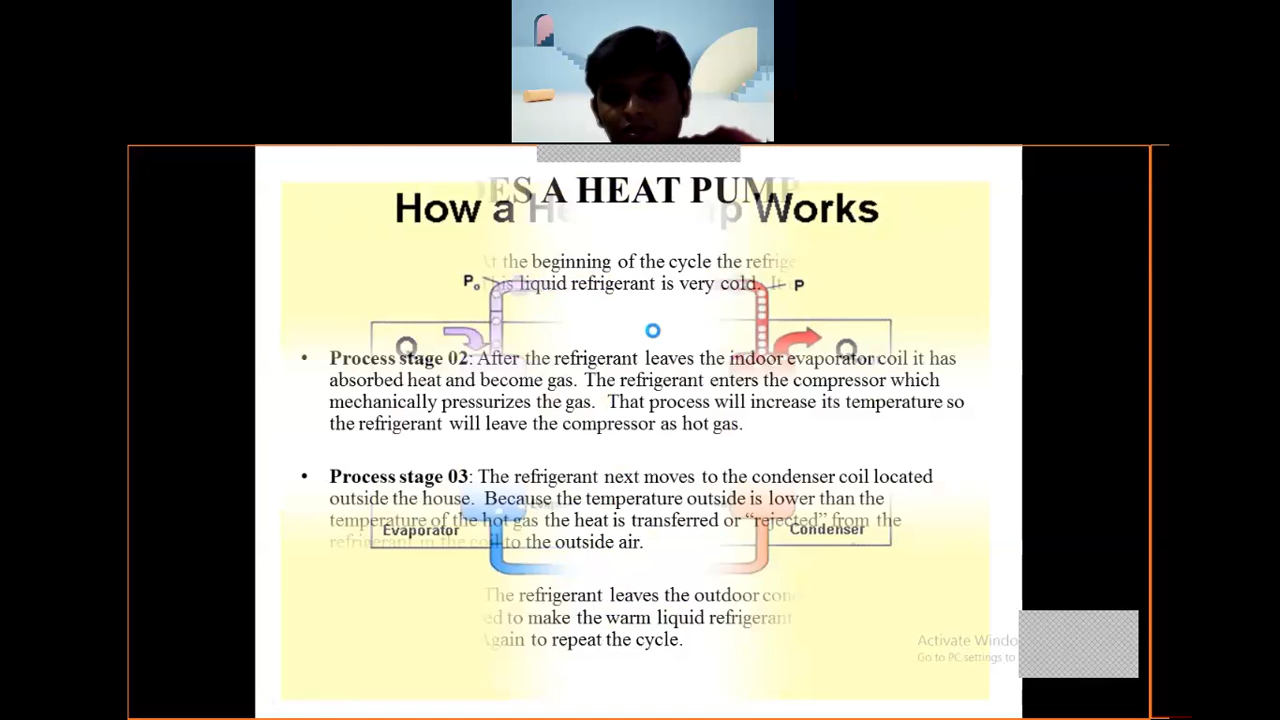 ES A HEAT PUMP
How a He p Works
At the beginning of the cycle the refrige
This liquid refrigerant is very cold. It
Po
P
Q
Q
• Process stage 02: After the refrigerant leaves the indoor evaporator coil it has
absorbed heat and become gas. The refrigerant enters the compressor which
mechanically pressurizes the gas. That process will increase its temperature so
the refrigerant will leave the compressor as hot gas.
• Process stage 03: The refrigerant next moves to the condenser coil located
outside the house. Because the temperature outside is lower than the
temperature of the hot gas the heat is transferred or “rejected” from the
refrigerant in the coil to the outside air.
Evaporator
Condenser
The refrigerant leaves the outdoor con
ed to make the warm liquid refrigerant
Again to repeat the cycle.
Activate Windo
Go to PC settings to